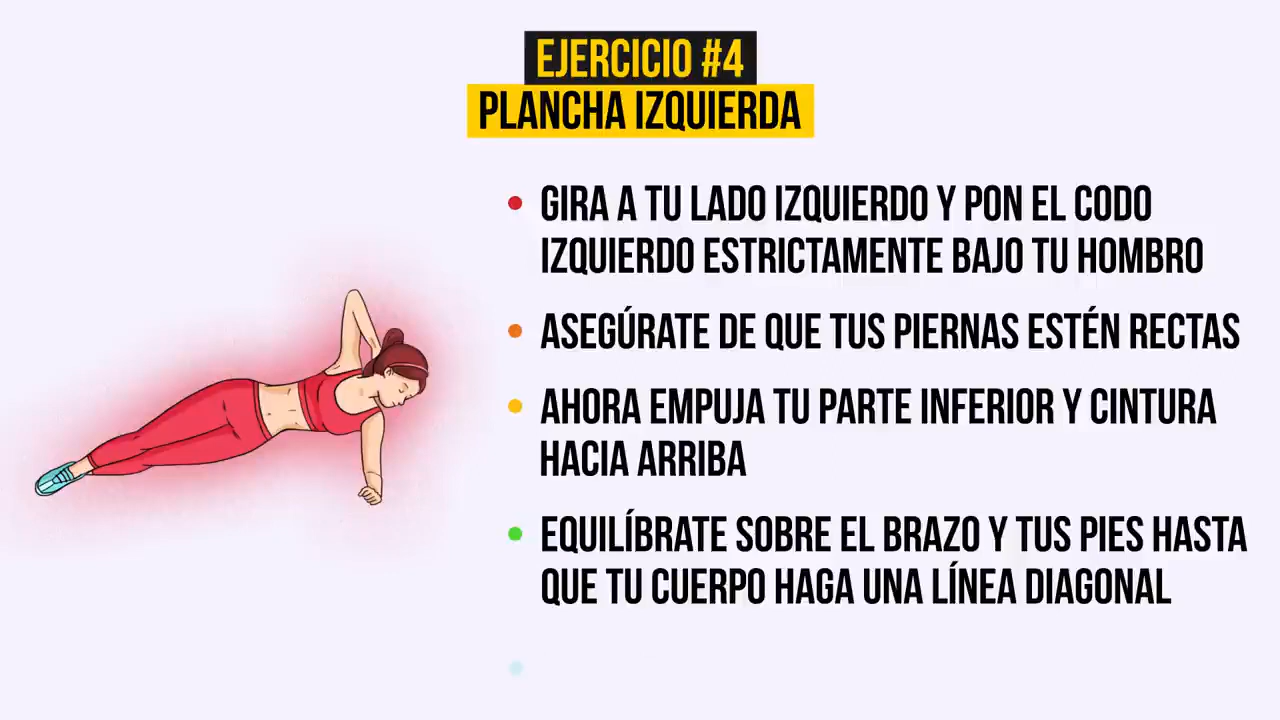 EJERCICIO #4
PLANCHA IZQUIERDA
GIRA A TU LADO IZQUIERDO Y PON EL CODO
IZQUIERDO ESTRICTAMENTE BAJO TU HOMBRO
ASEGÚRATE DE QUE TUS PIERNAS ESTÉN RECTAS
AHORA EMPUJA TU PARTE INFERIOR Y CINTURA
HACIA ARRIBA
EQUILÍBRATE SOBRE EL BRAZO Y TUS PIES HASTA
QUE TU CUERPO HAGA UNA LÍNEA DIAGONAL